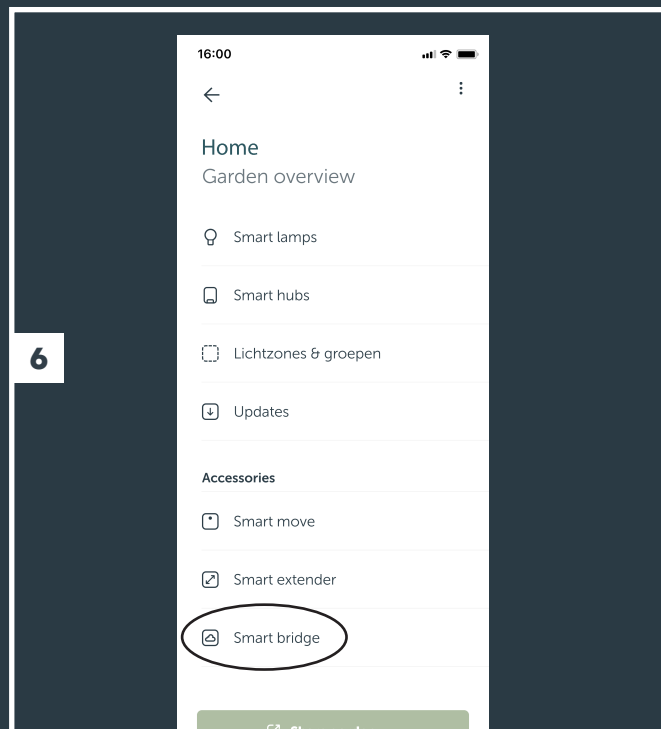 16:00
Home
Garden overview
Smart lamps
Smart hubs
Lichtzones & groepen
6
Updates
Accessories
Smart move
Smart extender
Smart bridge